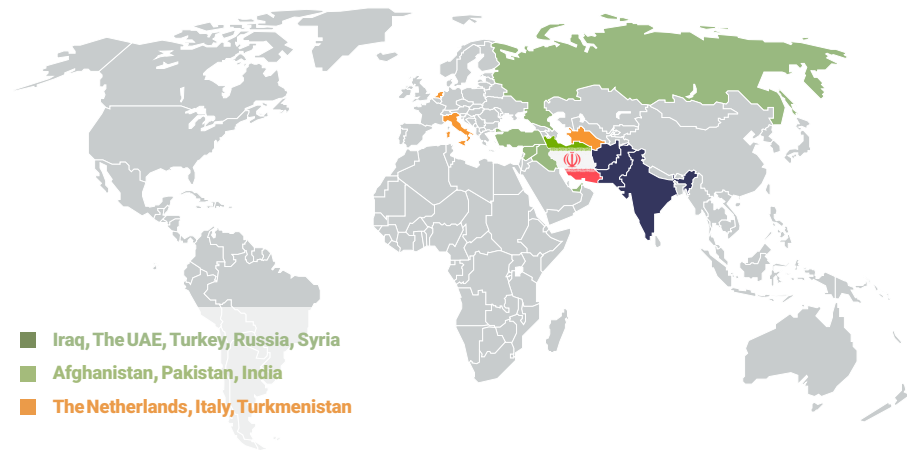 Iraq, The UAE, Turkey, Russia, Syria
Afghanistan, Pakistan, India
The Netherlands, Italy, Turkmenistan